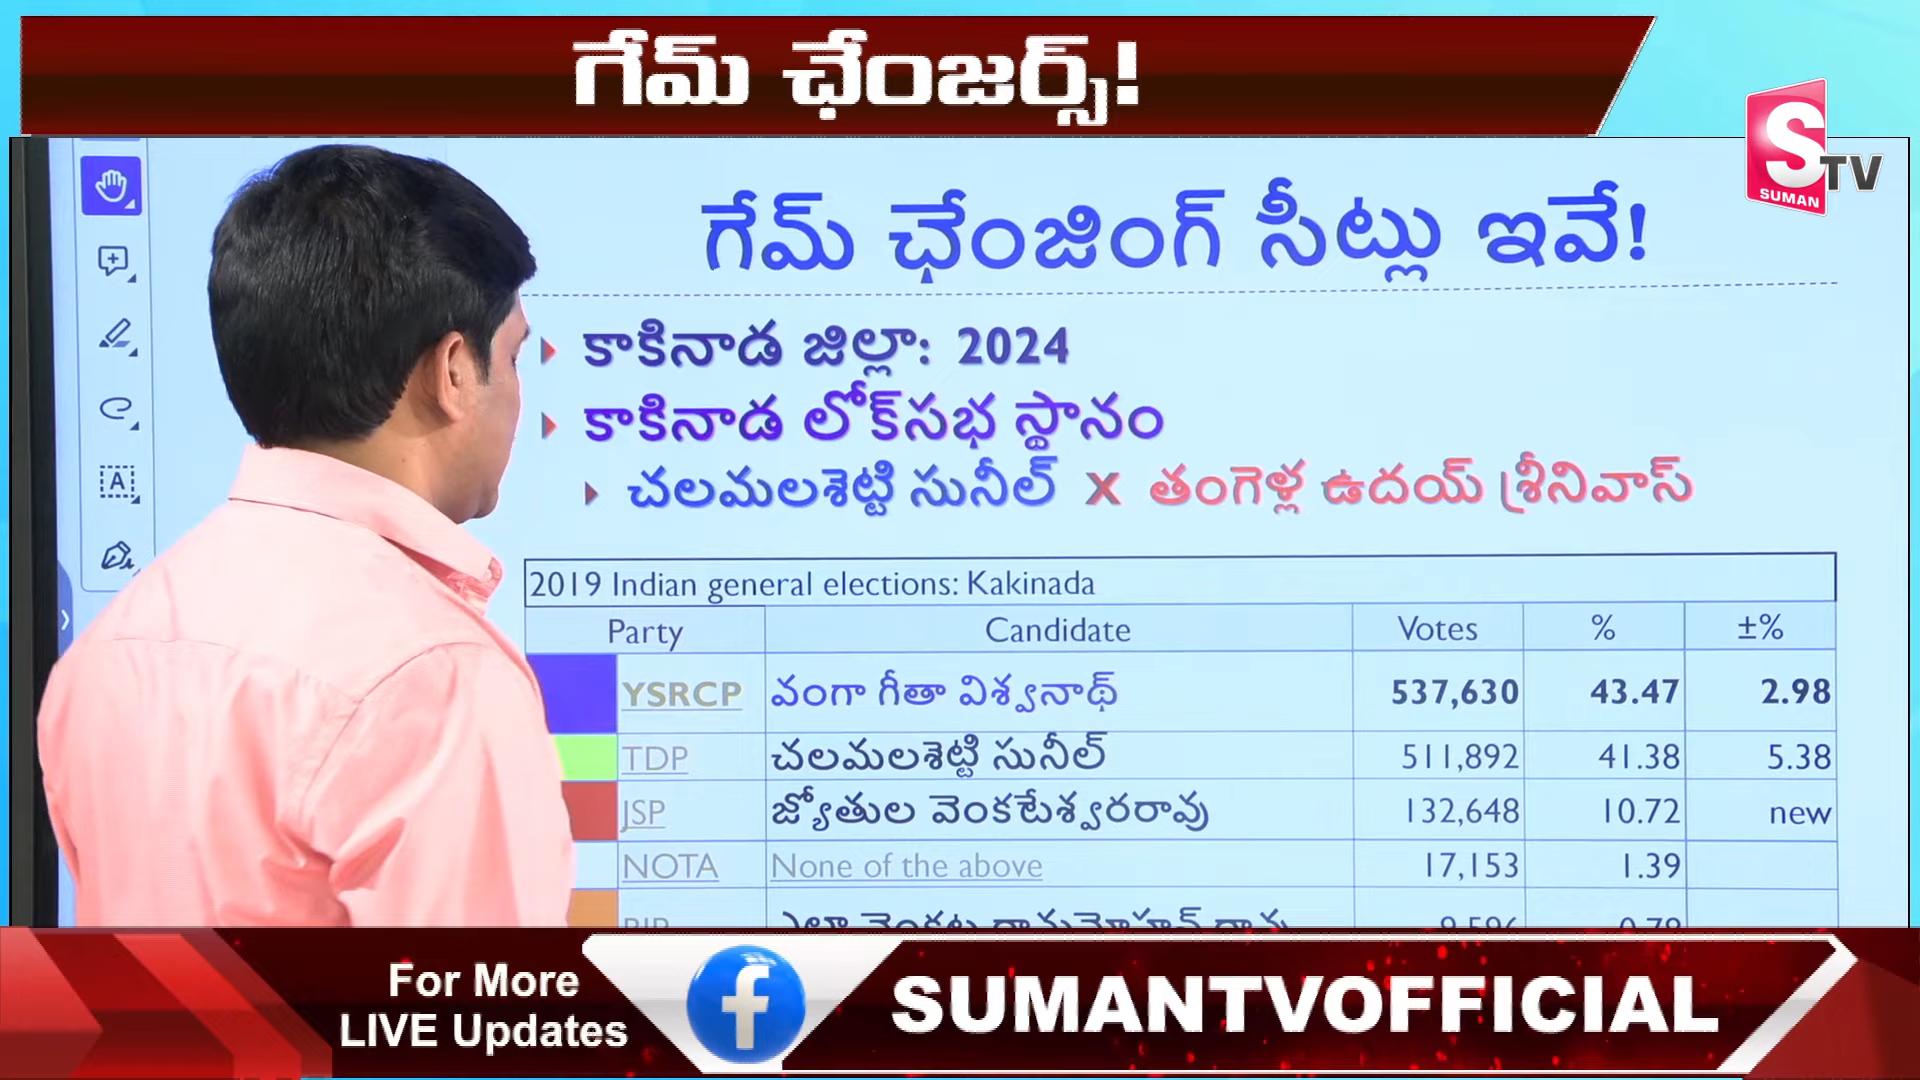 గేమ్ ఛేంజర్స్!
S TV
SUMAN
గేమ్ ఛేంజింగ్ సీట్లు ఇవే!
కాకినాడ జిల్లా: 2024
కాకినాడ లోక్‌సభ స్థానం
చలమలశెట్టి సునీల్ X తంగెళ్ల ఉదయ్ శ్రీనివాస్
2019 Indian general elections: Kakinada
Party Candidate Votes % ±%
YSRCP వంగా గీతా విశ్వనాథ్ 537,630 43.47 2.98
TDP చలమలశెట్టి సునీల్ 511,892 41.38 5.38
JSP జ్యోతుల వెంకటేశ్వరరావు 132,648 10.72 new
NOTA None of the above 17,153 1.39
For More
LIVE Updates
SUMANTVOFFICIAL